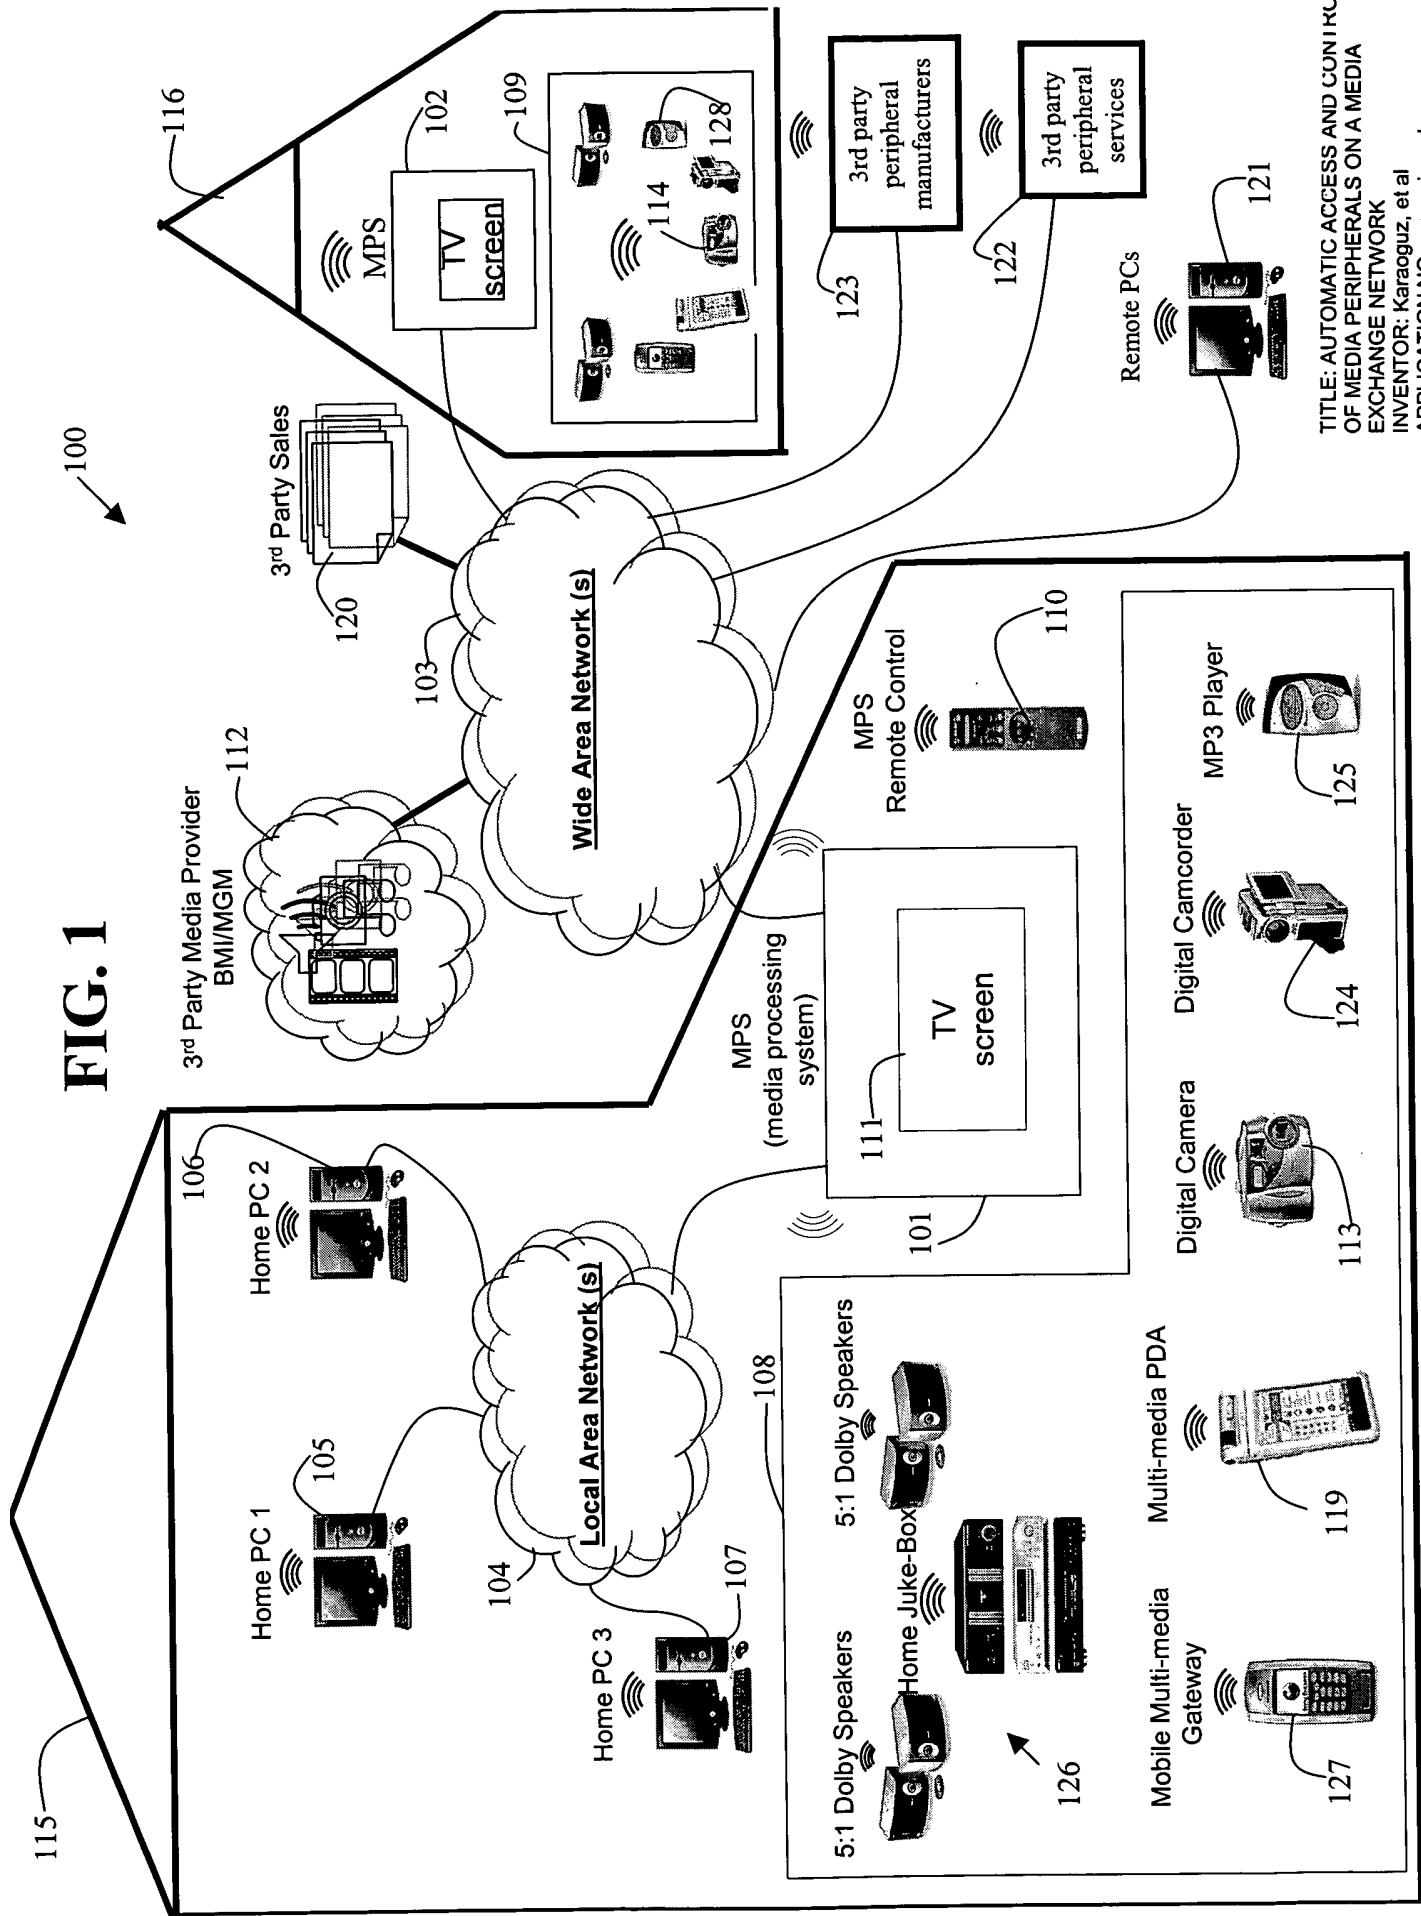 FIG. 1
100
115
116
3rd Party Media Provider
BMI/MGM
112
3rd Party Sales
120
103
Wide Area Network (s)
MPS
102
TV
screen
109
114
128
3rd party
peripheral
manufacturers
123
3rd party
peripheral
services
122
Remote PCs
121
Home PC 1
105
Home PC 2
106
Home PC 3
107
104
Local Area Network (s)
MPS
(media processing
system)
111
TV
screen
101
MPS
Remote Control
110
108
5:1 Dolby Speakers
5:1 Dolby Speakers
Home Juke-Box
126
Mobile Multi-media
Gateway
127
Multi-media PDA
119
Digital Camera
113
Digital Camcorder
124
MP3 Player
125
TITLE: AUTOMATIC ACCESS AND CONTRO
OF MEDIA PERIPHERALS ON A MEDIA
EXCHANGE NETWORK
INVENTOR: Karaoguz, et al